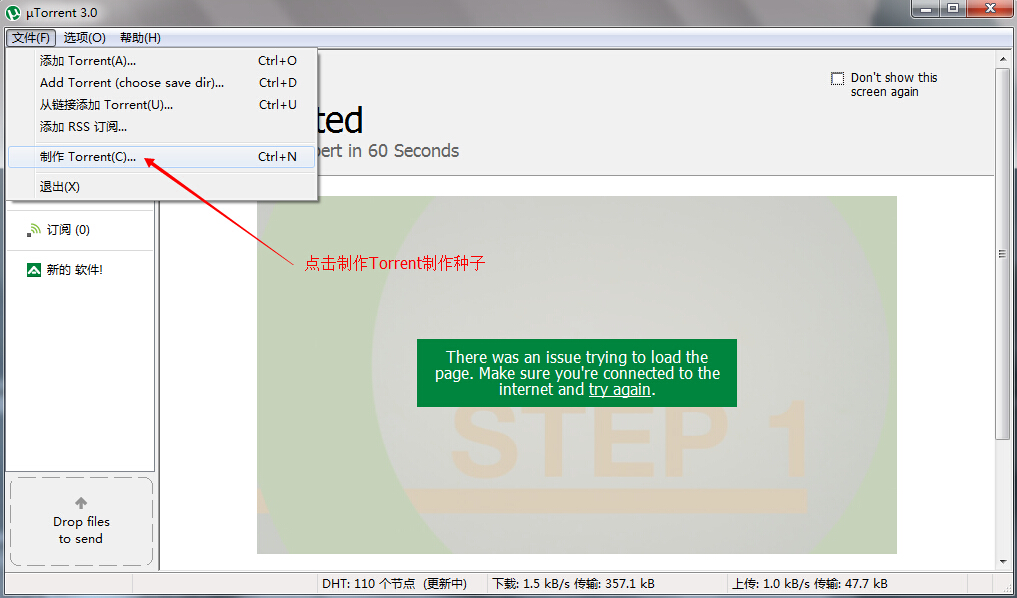 µTorrent 3.0
文件(F) 选项(O) 帮助(H)
添加 Torrent(A)... Ctrl+O
Add Torrent (choose save dir)... Ctrl+D
从链接添加 Torrent(U)... Ctrl+U
添加 RSS 订阅...
制作 Torrent(C)... Ctrl+N
退出(X)
Don't show this
screen again
ted
pert in 60 Seconds
订阅 (0)
新的 软件!
点击制作Torrent制作种子
There was an issue trying to load the
page. Make sure you're connected to the
internet and try again.
STEP 1
Drop files
to send
DHT: 110 个节点 (更新中) 下载: 1.5 kB/s 传输: 357.1 kB 上传: 1.0 kB/s 传输: 47.7 kB